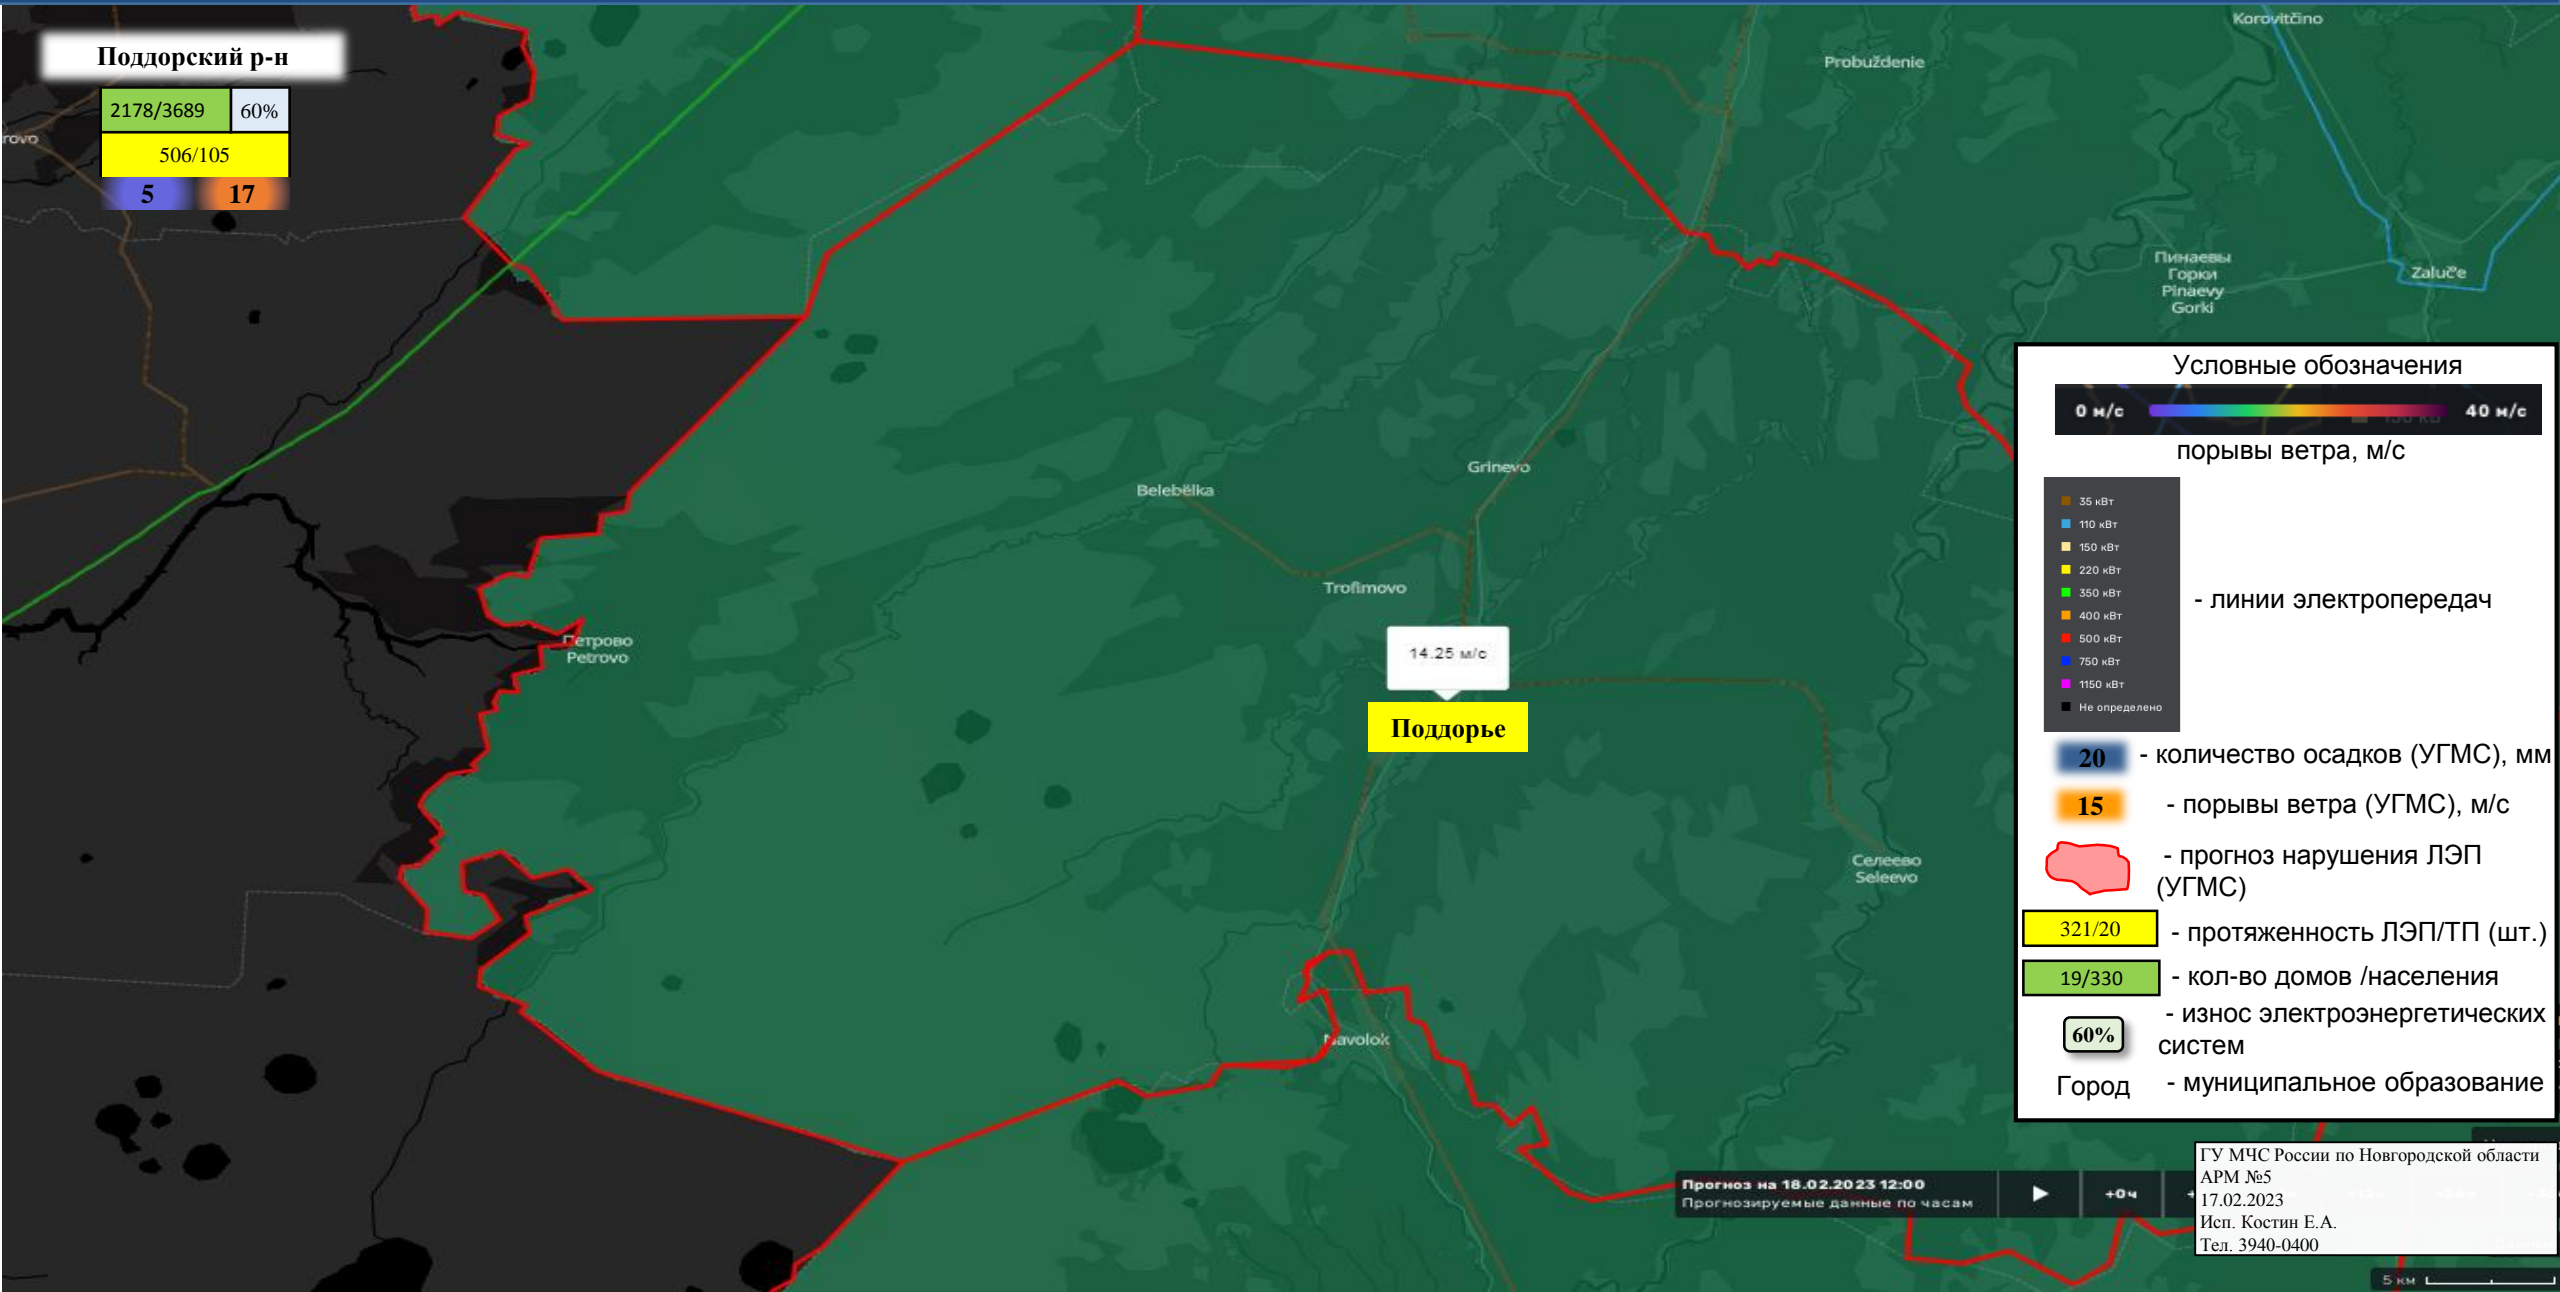 Поддорский р-н
2178/3689 60%
506/105
5 17
rovo
Korovitčino
Probuždenie
Пинаевы
Горки
Pinaevy
Gorki
Zaluč'e
Grinevo
Belebëlka
Trofimovo
Петрово
Petrovo
14.25 м/с
Поддорье
Селеево
Seleevo
Navolok
Условные обозначения
0 м/с 40 м/с
порывы ветра, м/с
35 кВт
110 кВт
150 кВт
220 кВт
350 кВт
400 кВт
500 кВт
750 кВт
1150 кВт
Не определено
- линии электропередач
20 - количество осадков (УГМС), мм
15 - порывы ветра (УГМС), м/с
- прогноз нарушения ЛЭП
(УГМС)
321/20 - протяженность ЛЭП/ТП (шт.)
19/330 - кол-во домов /населения
- износ электроэнергетических
60%
систем
Город - муниципальное образование
Прогноз на 18.02.2023 12:00
Прогнозируемые данные по часам
+0ч
ГУ МЧС России по Новгородской области
АРМ №5
17.02.2023
Исп. Костин Е.А.
Тел. 3940-0400
5 км